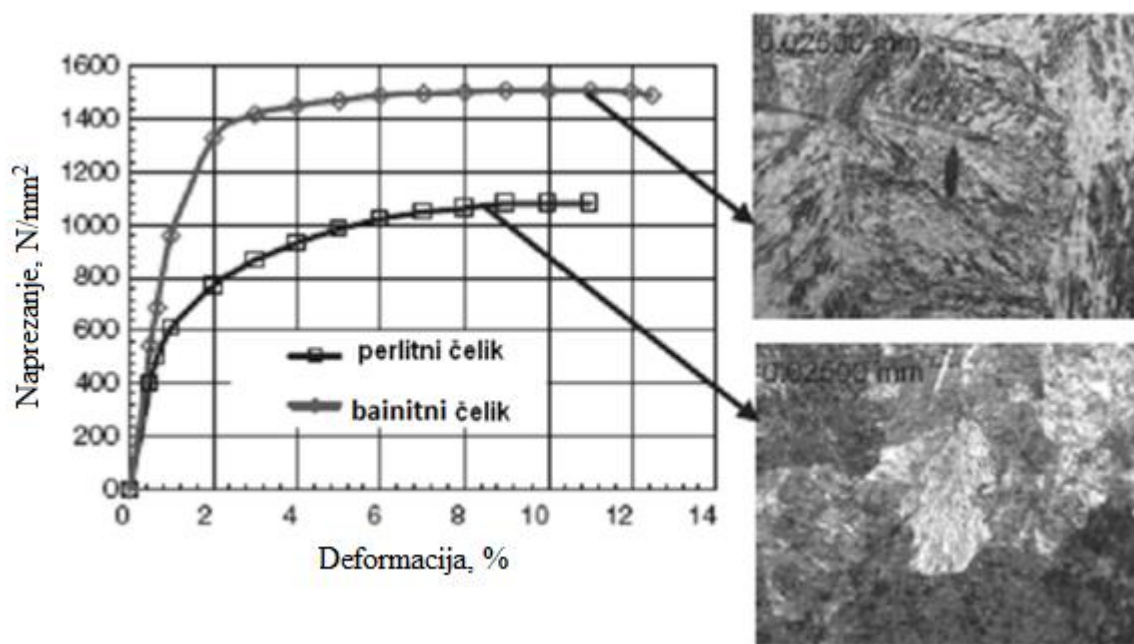 Naprezanje, N/mm²
1600
1400
1200
1000
800
600
400
200
0
0 2 4 6 8 10 12 14
Deformacija, %
perlitni čelik
bainitni čelik
0.02500 mm
0.02500 mm